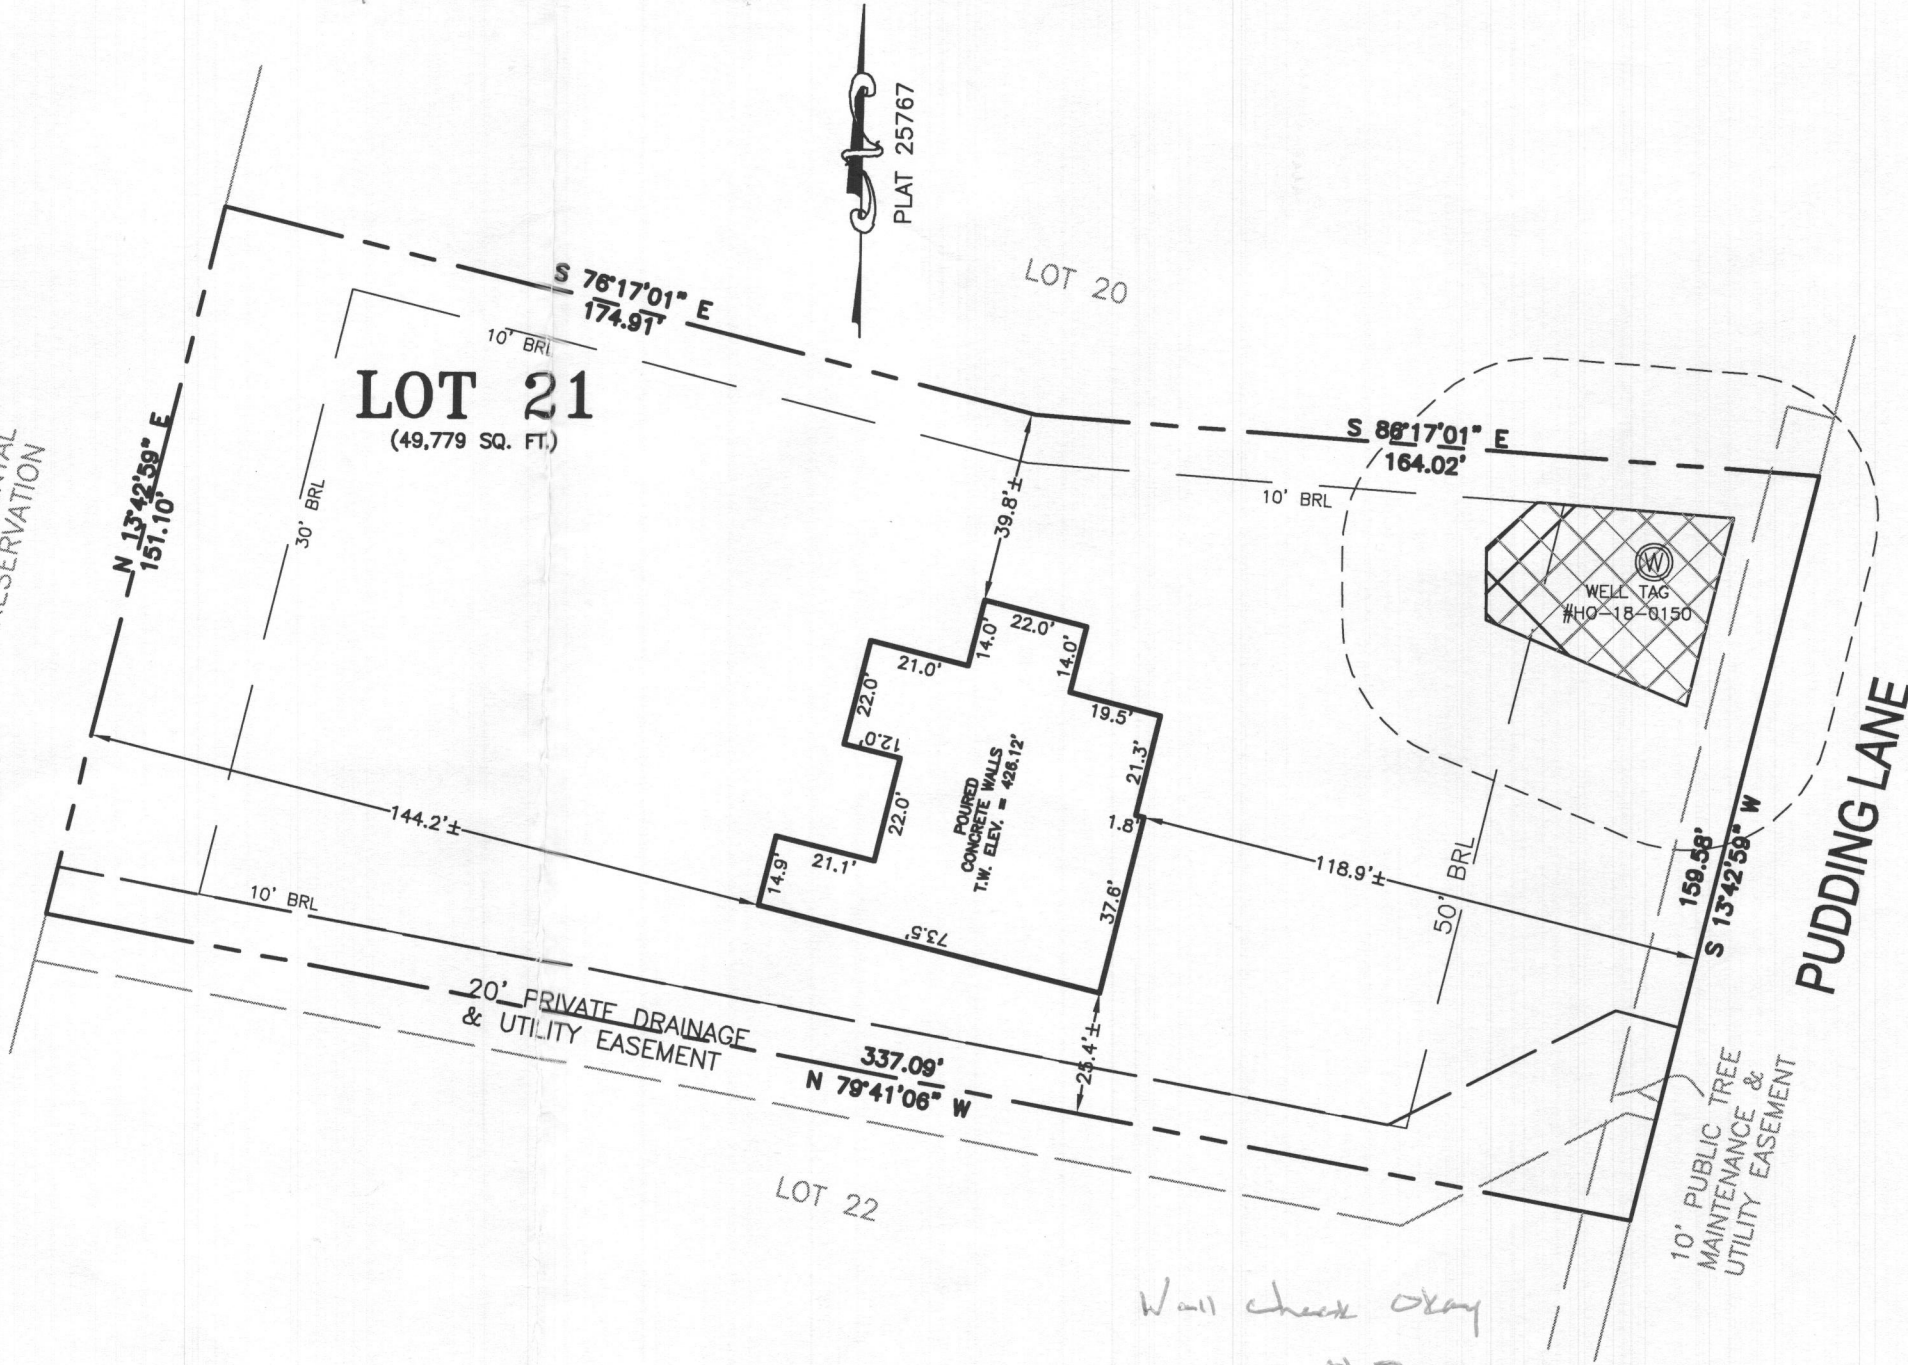 PLAT 25767
LOT 20
S 76°17'01" E
174.91'
10' BRL
LOT 21
(49,779 SQ. FT.)
S 86°17'01" E
164.02'
10' BRL
N 13°42'59" E
151.10'
30' BRL
39.8'±
WELL TAG
#HO-18-0150
W
22.0'
14.0'
14.0'
21.0'
22.0'
12.0'
19.5'
21.3'
1.8'
22.0'
21.1'
14.9'
37.6'
73.5'
POURED
CONCRETE WALLS
T.W. ELEV. = 426.12'
144.2'±
118.9'±
50' BRL
159.58'
S 13°42'59" W
PUDDING LANE
10' BRL
20' PRIVATE DRAINAGE
& UTILITY EASEMENT
337.09'
N 79°41'06" W
25.4'±
LOT 22
10' PUBLIC TREE
MAINTENANCE &
UTILITY EASEMENT
Wall check Okay